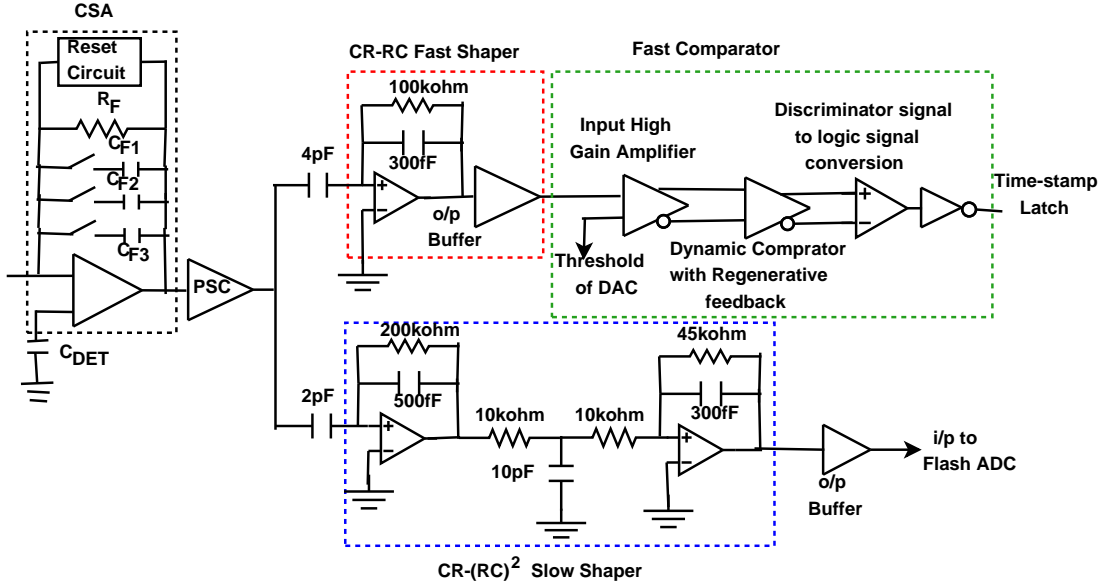 CSA
Reset
Circuit
R_F
C_F1
C_F2
C_F3
C_DET
PSC
CR-RC Fast Shaper
100kohm
300fF
4pF
+
−
o/p
Buffer
Fast Comparator
Input High
Gain Amplifier
Discriminator signal
to logic signal
conversion
+
−
Time-stamp
Latch
Threshold
of DAC
Dynamic Comprator
with Regenerative
feedback
2pF
200kohm
500fF
+
−
10kohm
10kohm
10pF
45kohm
300fF
+
−
o/p
Buffer
i/p to
Flash ADC
CR-(RC)² Slow Shaper